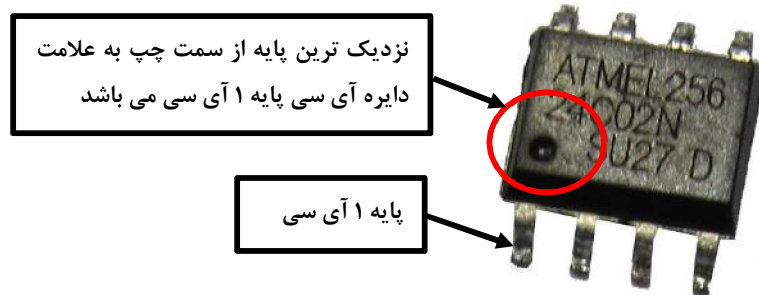 نزدیک ترین پایه از سمت چپ به علامت
دایره آی سی پایه ۱ آی سی می باشد
پایه ۱ آی سی
ATMEL256
24C02N
SU27 D